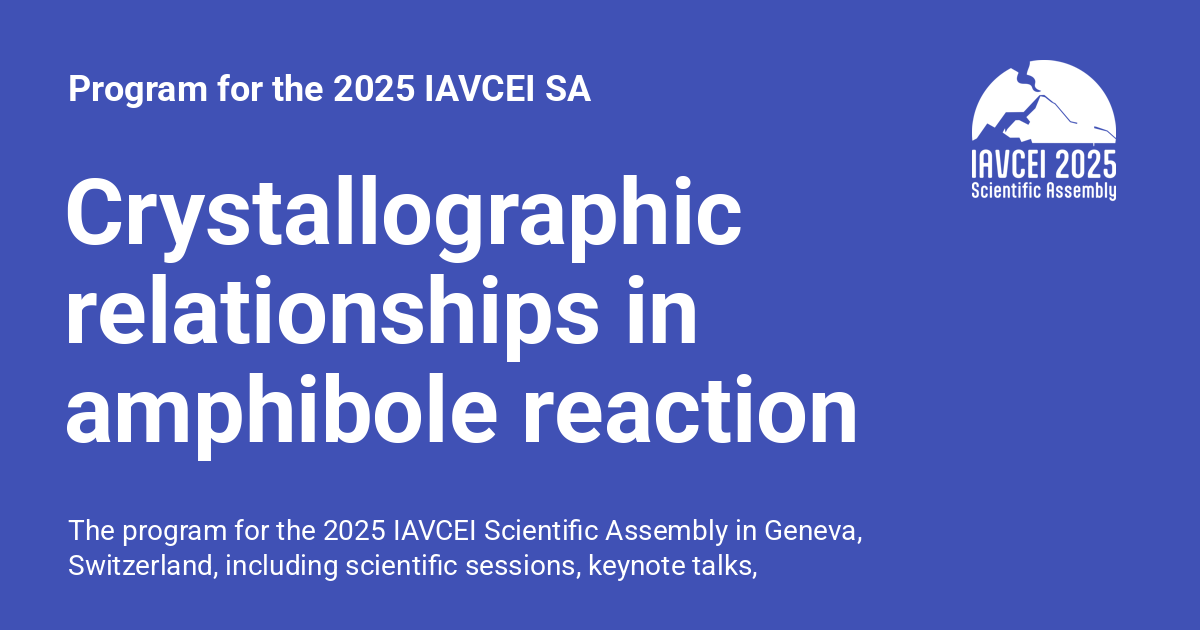 Program for the 2025 IAVCEI SA
IAVCEI 2025
Scientific Assembly
Crystallographic
relationships in
amphibole reaction
The program for the 2025 IAVCEI Scientific Assembly in Geneva,
Switzerland, including scientific sessions, keynote talks,